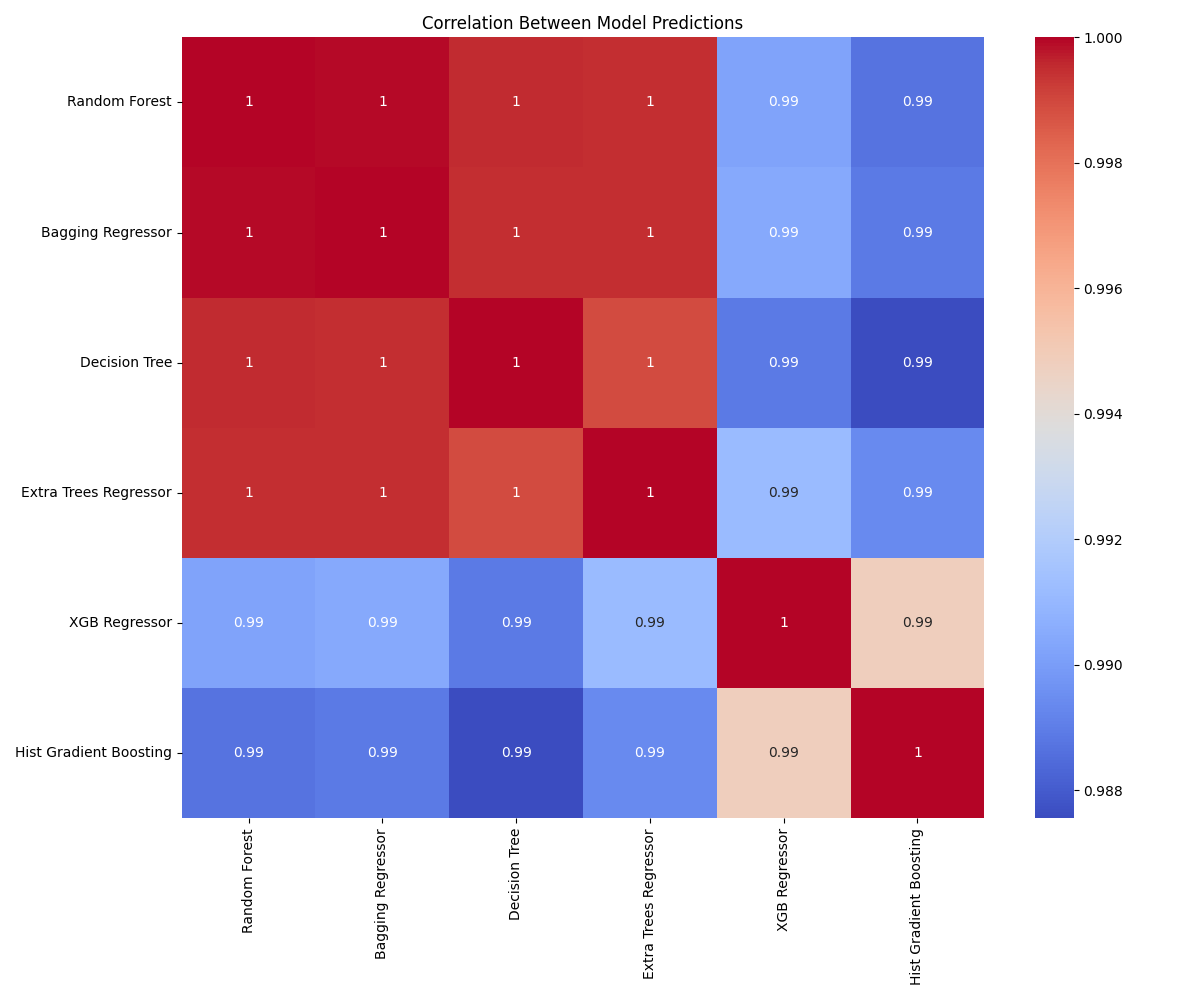 Correlation Between Model Predictions
Random Forest 1 1 1 1 0.99 0.99
Bagging Regressor 1 1 1 1 0.99 0.99
Decision Tree 1 1 1 1 0.99 0.99
Extra Trees Regressor 1 1 1 1 0.99 0.99
XGB Regressor 0.99 0.99 0.99 0.99 1 0.99
Hist Gradient Boosting 0.99 0.99 0.99 0.99 0.99 1
Random Forest
Bagging Regressor
Decision Tree
Extra Trees Regressor
XGB Regressor
Hist Gradient Boosting
1.000
0.998
0.996
0.994
0.992
0.990
0.988